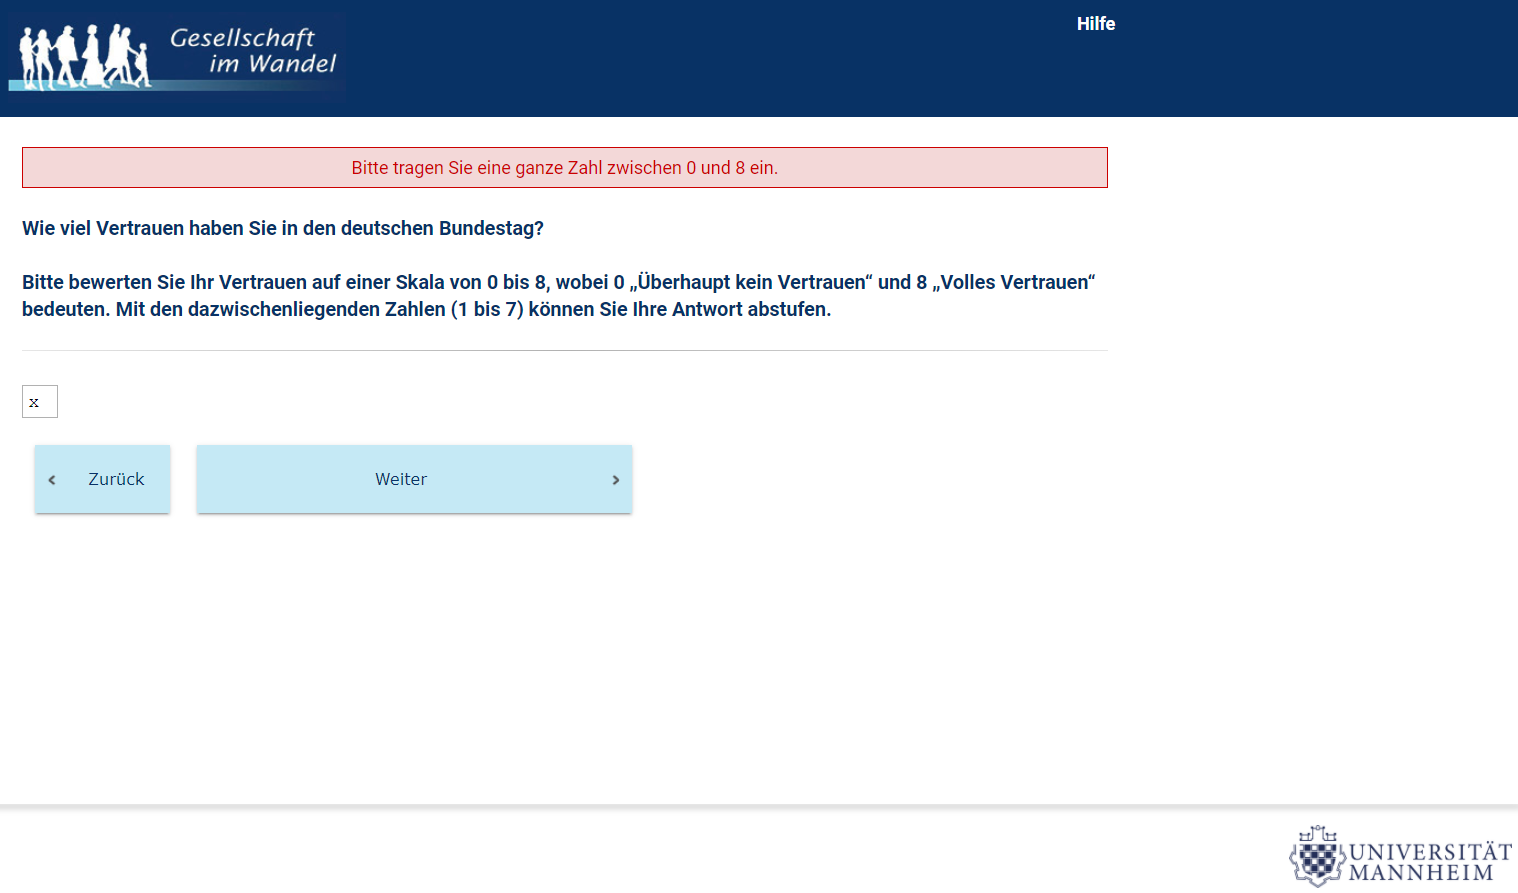 Gesellschaft
im Wandel
Hilfe
Bitte tragen Sie eine ganze Zahl zwischen 0 und 8 ein.
Wie viel Vertrauen haben Sie in den deutschen Bundestag?
Bitte bewerten Sie Ihr Vertrauen auf einer Skala von 0 bis 8, wobei 0 „Überhaupt kein Vertrauen“ und 8 „Volles Vertrauen“
bedeuten. Mit den dazwischenliegenden Zahlen (1 bis 7) können Sie Ihre Antwort abstufen.
x
Zurück
Weiter
UNIVERSITÄT
MANNHEIM